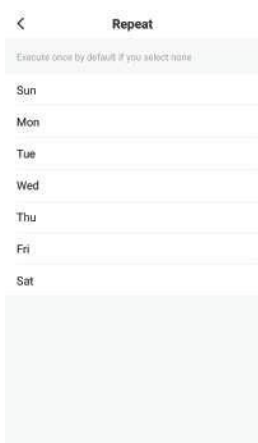 Repeat
Execute once by default if you select none
Sun
Mon
Tue
Wed
Thu
Fri
Sat